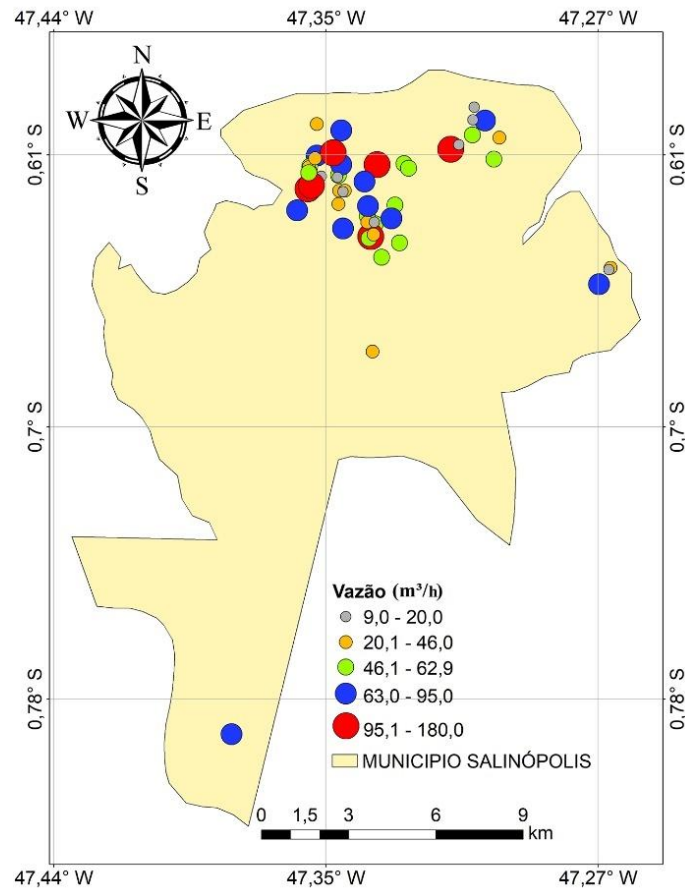 47,44° W 47,35° W 47,27° W
N
W E
S
0,61° S 0,61° S
0,7° S 0,7° S
0,78° S 0,78° S
Vazão (m³/h)
9,0 - 20,0
20,1 - 46,0
46,1 - 62,9
63,0 - 95,0
95,1 - 180,0
MUNICIPIO SALINÓPOLIS
0 1,5 3 6 9
km
47,44° W 47,35° W 47,27° W